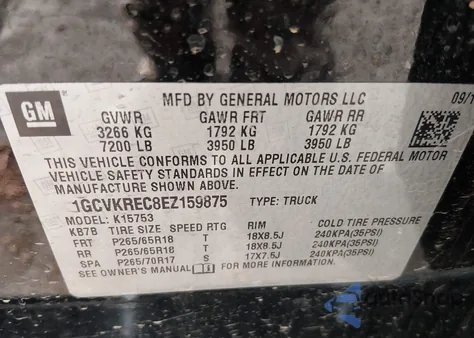 GM
MFD BY GENERAL MOTORS LLC 09/1
GVWR GAWR FRT GAWR RR
3266 KG 1792 KG 1792 KG
7200 LB 3950 LB 3950 LB
THIS VEHICLE CONFORMS TO ALL APPLICABLE U.S. FEDERAL MOTOR
VEHICLE SAFETY STANDARDS IN EFFECT ON THE DATE OF
MANUFACTURE SHOWN ABOVE.
1GCVKREC8EZ159875 TYPE: TRUCK
MODEL: K15753
KB7B TIRE SIZE SPEED RTG RIM COLD TIRE PRESSURE
FRT P265/65R18 T 18X8.5J 240KPA(35PSI)
RR P265/65R18 T 18X8.5J 240KPA(35PSI)
SPA P265/70R17 S 17X7.5J 240KPA(35PSI)
SEE OWNER'S MANUAL FOR ADDITIONAL INFORMATION.